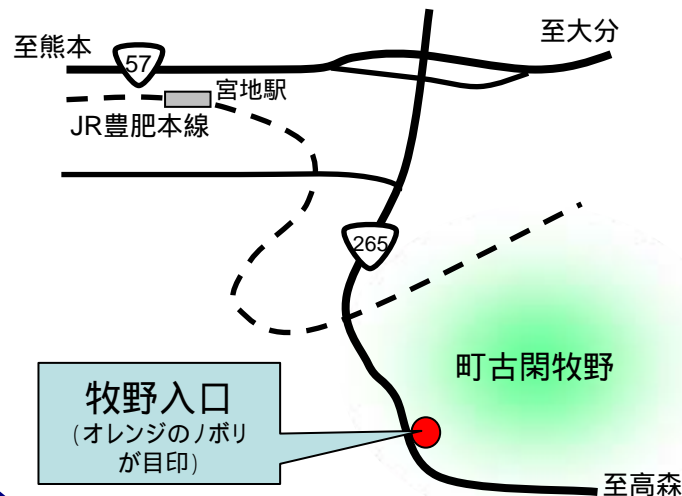 至熊本
至大分
57
宮地駅
JR豊肥本線
265
町古閑牧野
牧野入口
(オレンジのノボリ
が目印)
至高森